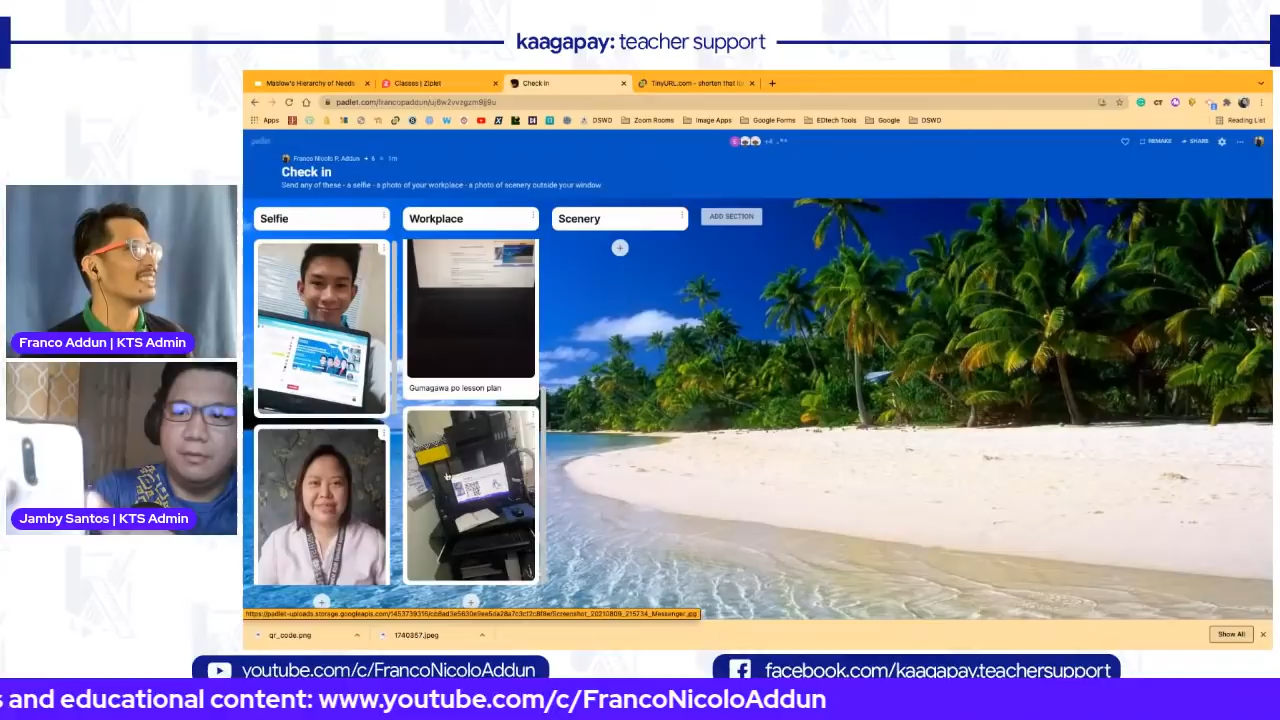 kaagapay: teacher support
Maslow's Hierarchy of Needs
Classes | Ziplet
Check in
TinyURL.com - shorten that
padlet.com/francopaddun/
Apps
DSWD
Zoom Rooms
Image Apps
Google Forms
EDtech Tools
Google
DSWD
Reading List
padlet
REMAKE
SHARE
Franco Nicolo P. Addun + 6 1m
Check in
Send any of these - a selfie - a photo of your workplace - a photo of scenery outside your window
Selfie
Workplace
Scenery
ADD SECTION
Gumagawa po lesson plan
Franco Addun | KTS Admin
Jamby Santos | KTS Admin
qr_code.png
1740357.jpeg
Show All
youtube.com/c/FrancoNicoloAddun
facebook.com/kaagapay.teachersupport
s and educational content: www.youtube.com/c/FrancoNicoloAddun